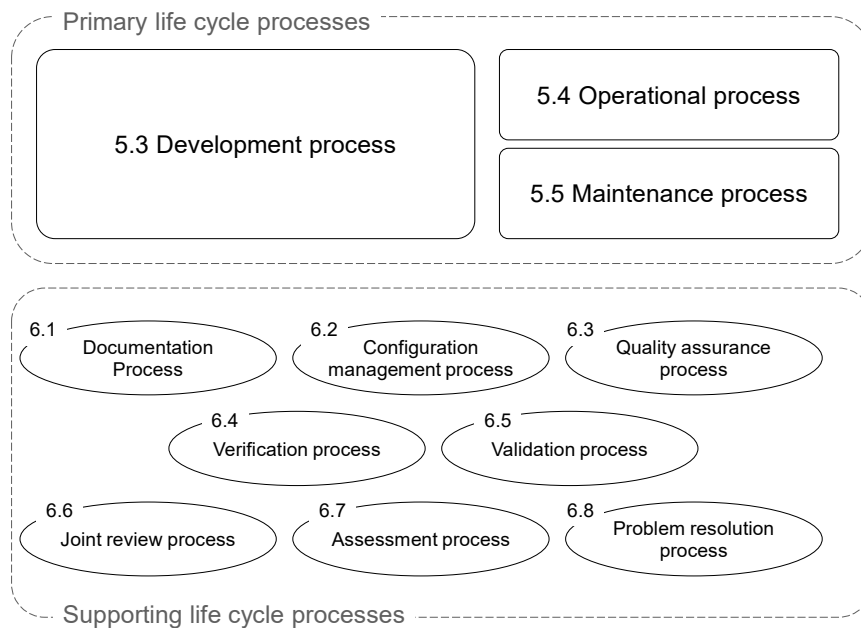 Primary life cycle processes
5.3 Development process
5.4 Operational process
5.5 Maintenance process
6.1
Documentation
Process
6.2
Configuration
management process
6.3
Quality assurance
process
6.4
Verification process
6.5
Validation process
6.6
Joint review process
6.7
Assessment process
6.8
Problem resolution
process
Supporting life cycle processes